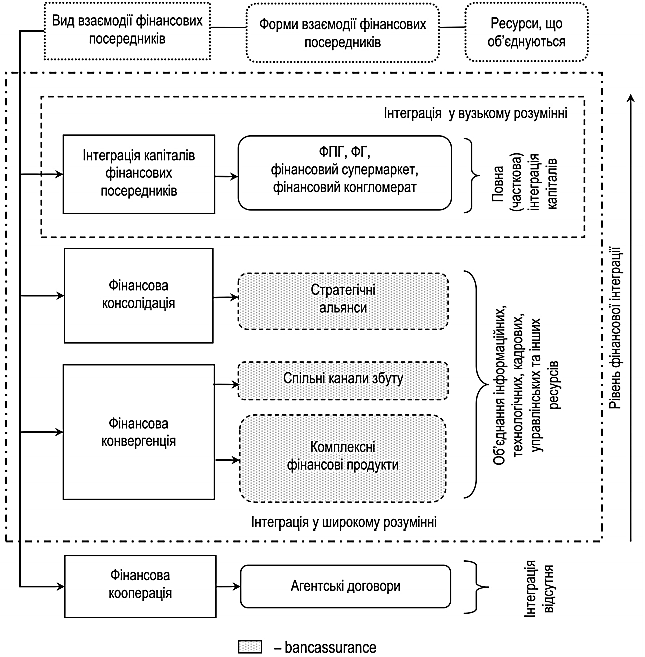 Вид взаємодії фінансових
посередників
Форми взаємодії фінансових
посередників
Ресурси, що
об'єднуються
Інтеграція у вузькому розумінні
Інтеграція капіталів
фінансових
посередників
ФПГ, ФГ,
фінансовий супермаркет,
фінансовий конгломерат
Повна
(часткова)
інтеграція
капіталів
Фінансова
консолідація
Стратегічні
альянси
Фінансова
конвергенція
Спільні канали збуту
Комплексні
фінансові продукти
Об'єднання інформаційних,
технологічних, кадрових,
управлінських та інших
ресурсів
Рівень фінансової інтеграції
Інтеграція у широкому розумінні
Фінансова
кооперація
Агентські договори
Інтеграція
відсутня
– bancassurance